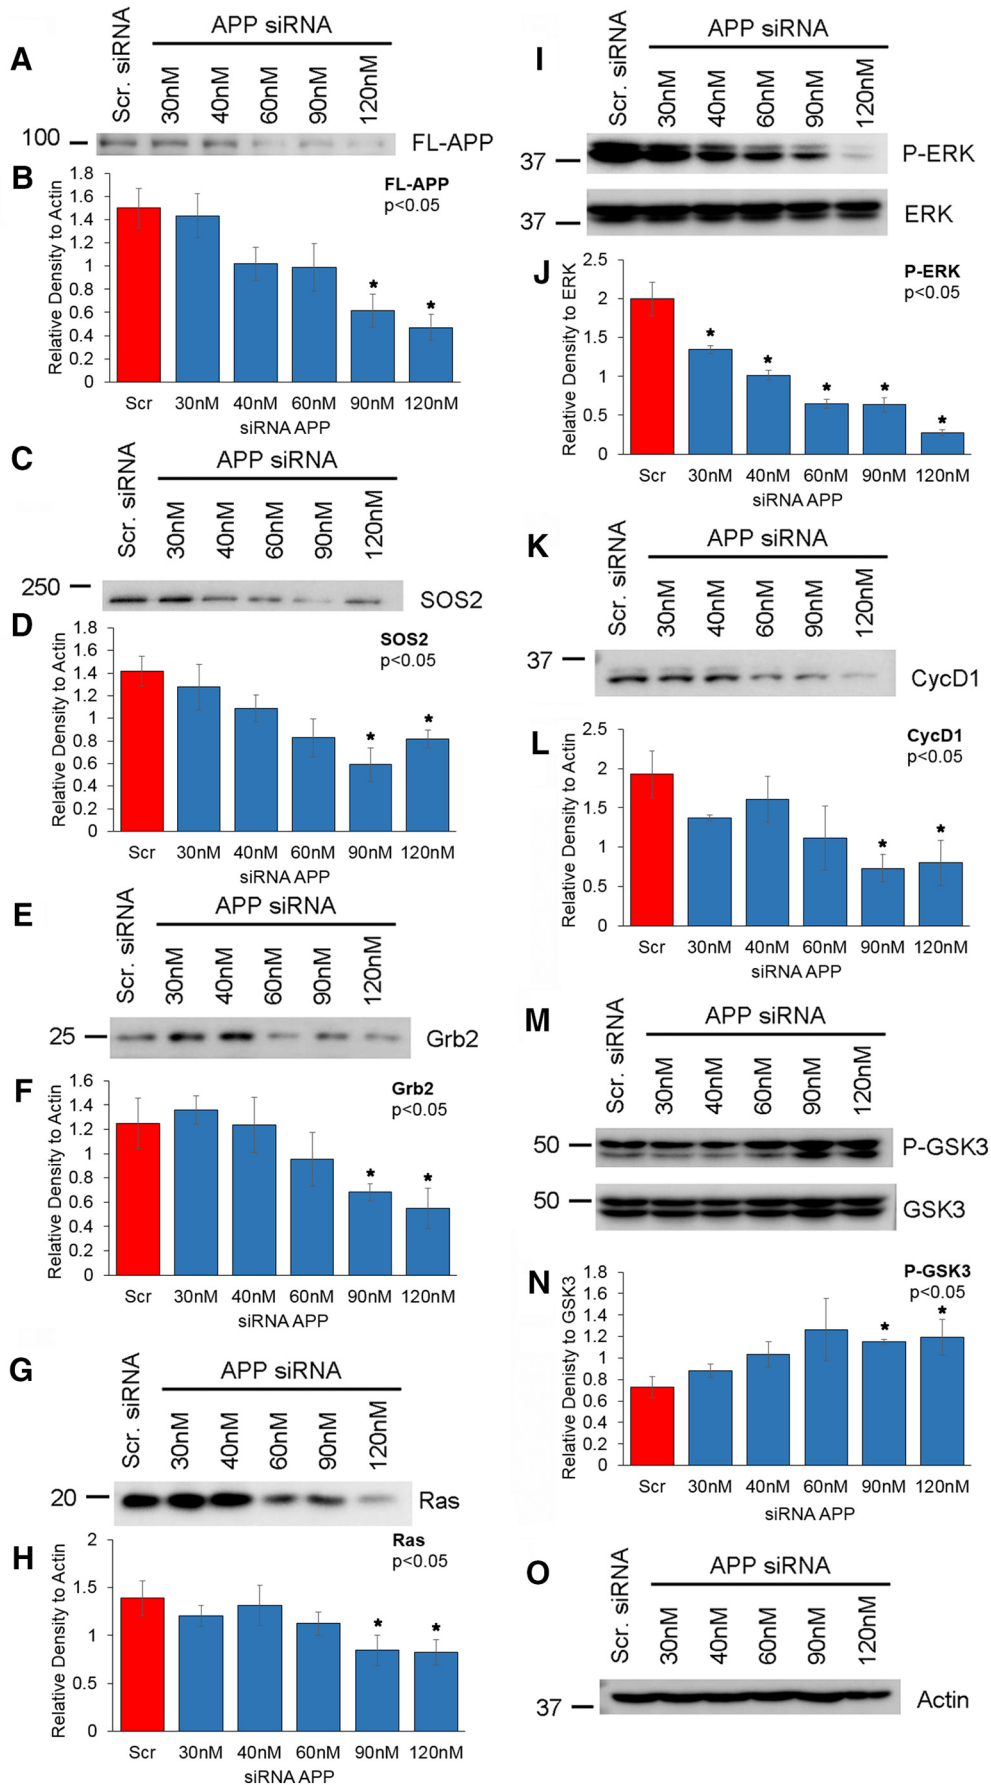 A
APP siRNA
Scr. siRNA 30nM 40nM 60nM 90nM 120nM
100
FL-APP
B
FL-APP
p<0.05
Relative Density to Actin
1.8
1.6
1.4
1.2
1
0.8
0.6
0.4
0.2
0
* *
Scr 30nM 40nM 60nM 90nM 120nM
siRNA APP
C
APP siRNA
Scr. siRNA 30nM 40nM 60nM 90nM 120nM
250
SOS2
D
SOS2
p<0.05
Relative Density to Actin
1.8
1.6
1.4
1.2
1
0.8
0.6
0.4
0.2
0
* *
Scr 30nM 40nM 60nM 90nM 120nM
siRNA APP
E
APP siRNA
Scr. siRNA 30nM 40nM 60nM 90nM 120nM
25
Grb2
F
Grb2
p<0.05
Relative Density to Actin
1.6
1.4
1.2
1
0.8
0.6
0.4
0.2
0
* *
Scr 30nM 40nM 60nM 90nM 120nM
siRNA APP
G
APP siRNA
Scr. siRNA 30nM 40nM 60nM 90nM 120nM
20
Ras
H
Ras
p<0.05
Relative Density to Actin
2
1.5
1
0.5
0
* *
Scr 30nM 40nM 60nM 90nM 120nM
siRNA APP
I
APP siRNA
Scr. siRNA 30nM 40nM 60nM 90nM 120nM
37
P-ERK
37
ERK
J
P-ERK
p<0.05
Relative Density to ERK
2.5
2
1.5
1
0.5
0
* * * * *
Scr 30nM 40nM 60nM 90nM 120nM
siRNA APP
K
APP siRNA
Scr. siRNA 30nM 40nM 60nM 90nM 120nM
37
CycD1
L
CycD1
p<0.05
Relative Density to Actin
2.5
2
1.5
1
0.5
0
* *
Scr 30nM 40nM 60nM 90nM 120nM
siRNA APP
M
APP siRNA
Scr. siRNA 30nM 40nM 60nM 90nM 120nM
50
P-GSK3
50
GSK3
N
P-GSK3
p<0.05
Relative Denisty to GSK3
1.8
1.6
1.4
1.2
1
0.8
0.6
0.4
0.2
0
* *
Scr 30nM 40nM 60nM 90nM 120nM
siRNA APP
O
APP siRNA
Scr. siRNA 30nM 40nM 60nM 90nM 120nM
37
Actin